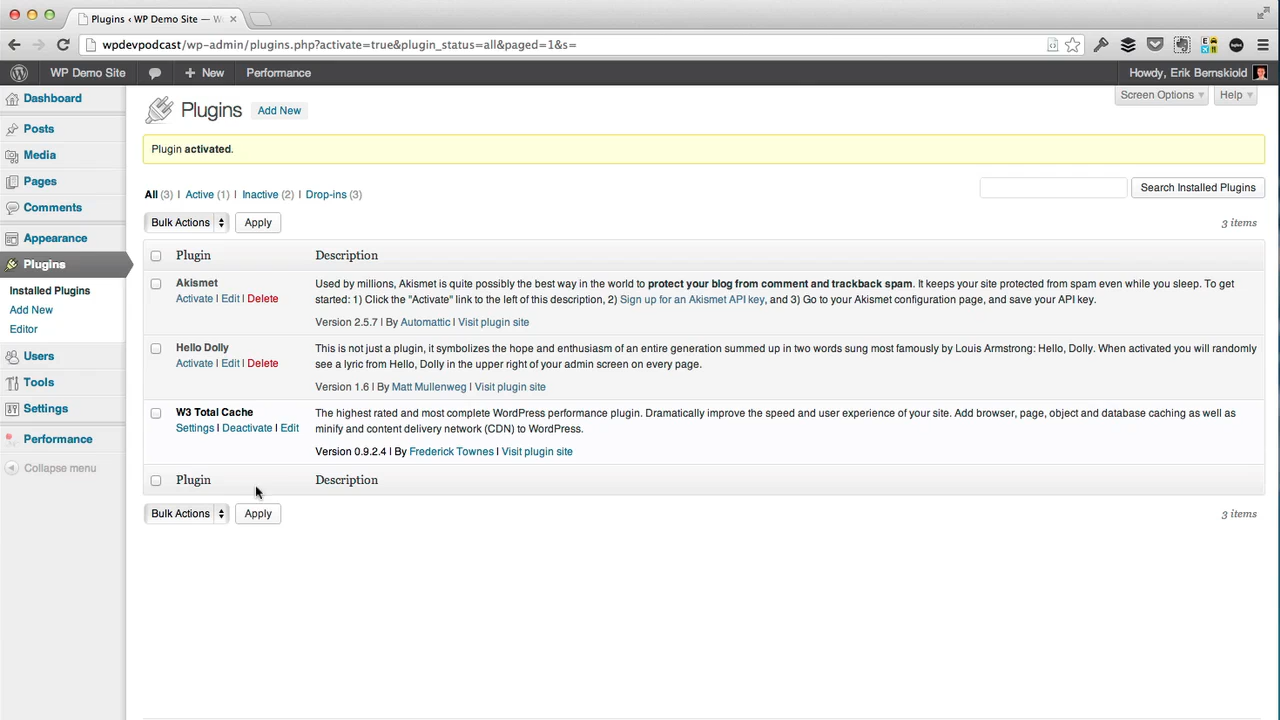 Plugins ‹ WP Demo Site — W
wpdevpodcast/wp-admin/plugins.php?activate=true&plugin_status=all&paged=1&s=
WP Demo Site
New
Performance
Howdy, Erik Bernskiold
Dashboard
Posts
Media
Pages
Comments
Appearance
Plugins
Installed Plugins
Add New
Editor
Users
Tools
Settings
Performance
Collapse menu
Screen Options
Help
Plugins
Add New
Plugin activated.
All (3) | Active (1) | Inactive (2) | Drop-ins (3)
Search Installed Plugins
Bulk Actions
Apply
3 items
Plugin
Description
Akismet
Activate | Edit | Delete
Used by millions, Akismet is quite possibly the best way in the world to protect your blog from comment and trackback spam. It keeps your site protected from spam even while you sleep. To get
started: 1) Click the "Activate" link to the left of this description, 2) Sign up for an Akismet API key, and 3) Go to your Akismet configuration page, and save your API key.
Version 2.5.7 | By Automattic | Visit plugin site
Hello Dolly
Activate | Edit | Delete
This is not just a plugin, it symbolizes the hope and enthusiasm of an entire generation summed up in two words sung most famously by Louis Armstrong: Hello, Dolly. When activated you will randomly
see a lyric from Hello, Dolly in the upper right of your admin screen on every page.
Version 1.6 | By Matt Mullenweg | Visit plugin site
W3 Total Cache
Settings | Deactivate | Edit
The highest rated and most complete WordPress performance plugin. Dramatically improve the speed and user experience of your site. Add browser, page, object and database caching as well as
minify and content delivery network (CDN) to WordPress.
Version 0.9.2.4 | By Frederick Townes | Visit plugin site
Plugin
Description
Bulk Actions
Apply
3 items